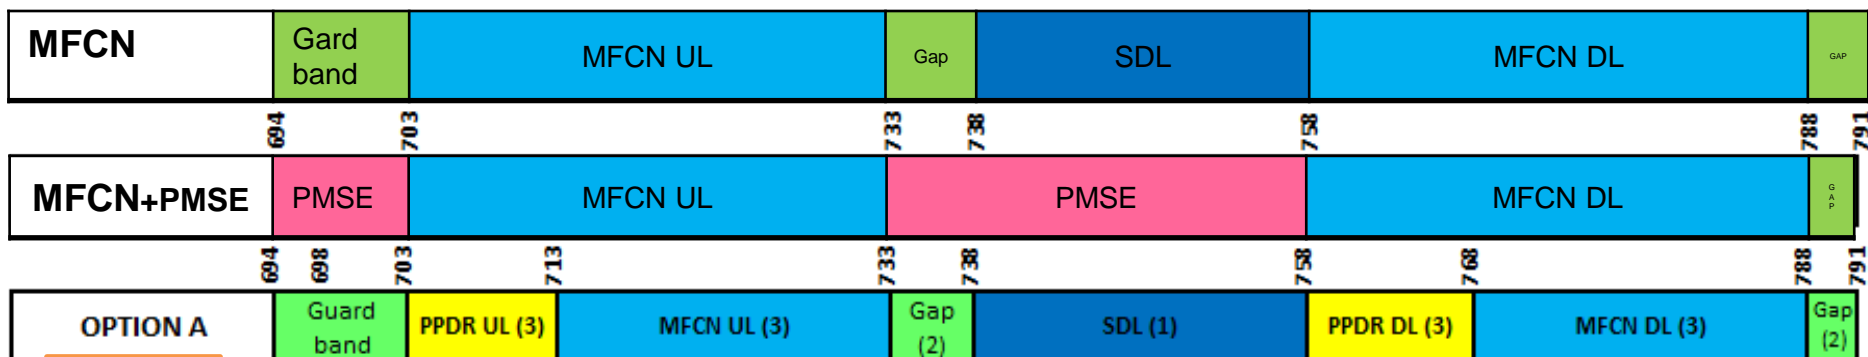 MFCN Gard band MFCN UL Gap SDL MFCN DL GAP
694 703 733 738 758 788 791
MFCN+PMSE PMSE MFCN UL PMSE MFCN DL GAP
694 698 703 713 733 738 758 768 788 791
OPTION A Guard band PPDR UL (3) MFCN UL (3) Gap (2) SDL (1) PPDR DL (3) MFCN DL (3) Gap (2)